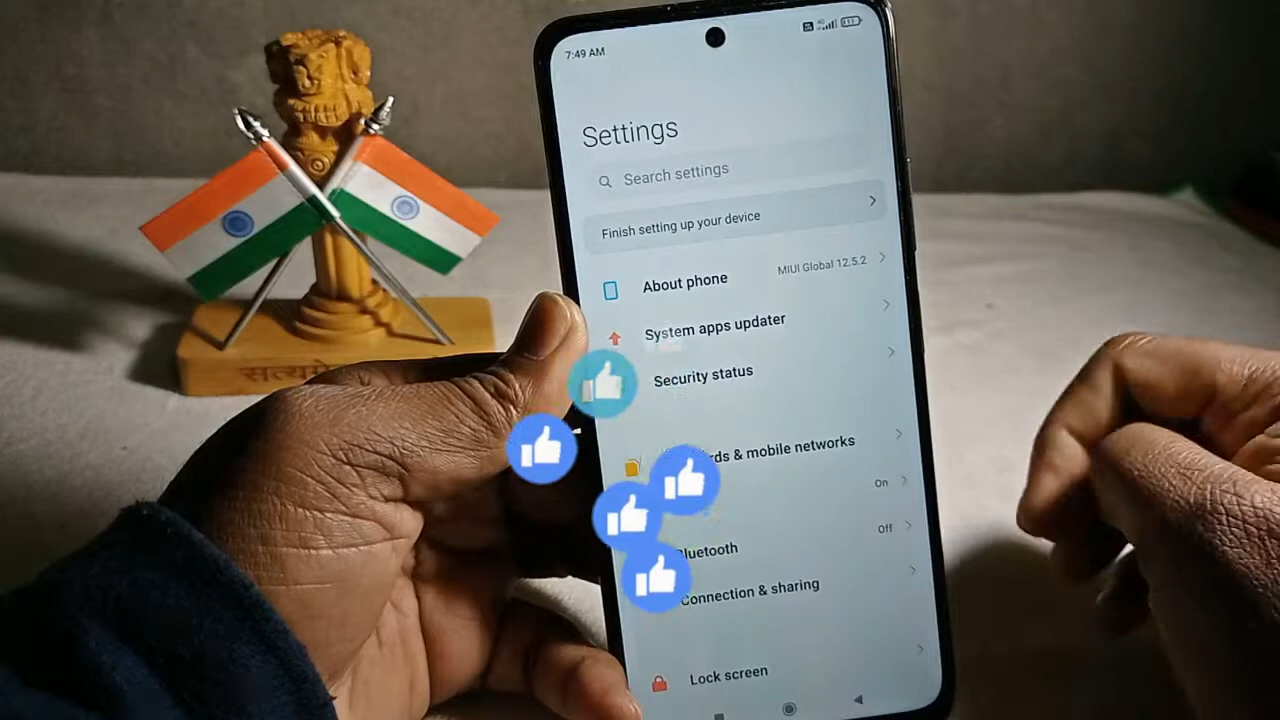 7:49 AM
Settings
Search settings
Finish setting up your device
About phone
MIUI Global 12.5.2
System apps updater
Security status
& mobile networks
On
Bluetooth
Off
Connection & sharing
Lock screen